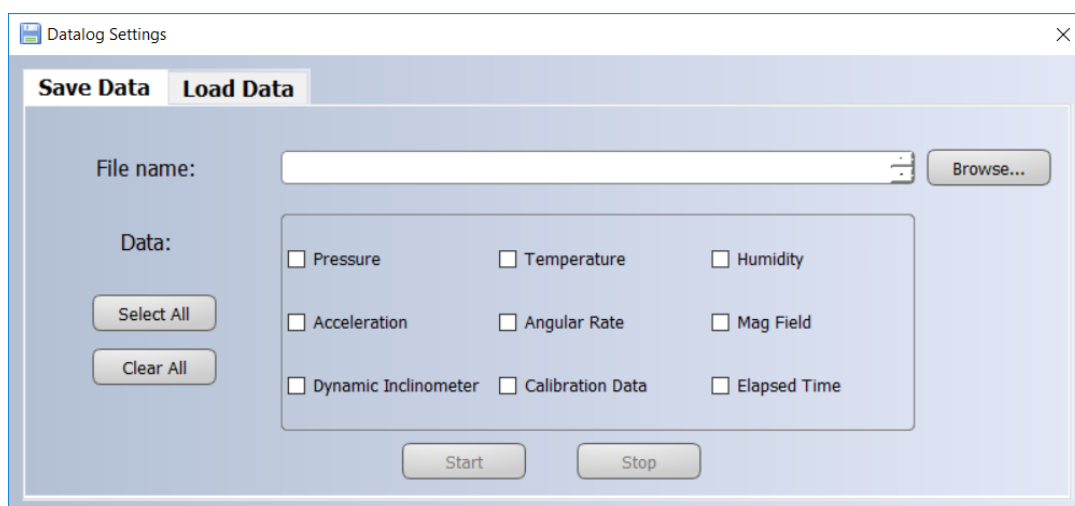 Datalog Settings
Save Data Load Data
File name: Browse...
Data:
Pressure Temperature Humidity
Select All
Acceleration Angular Rate Mag Field
Clear All
Dynamic Inclinometer Calibration Data Elapsed Time
Start Stop